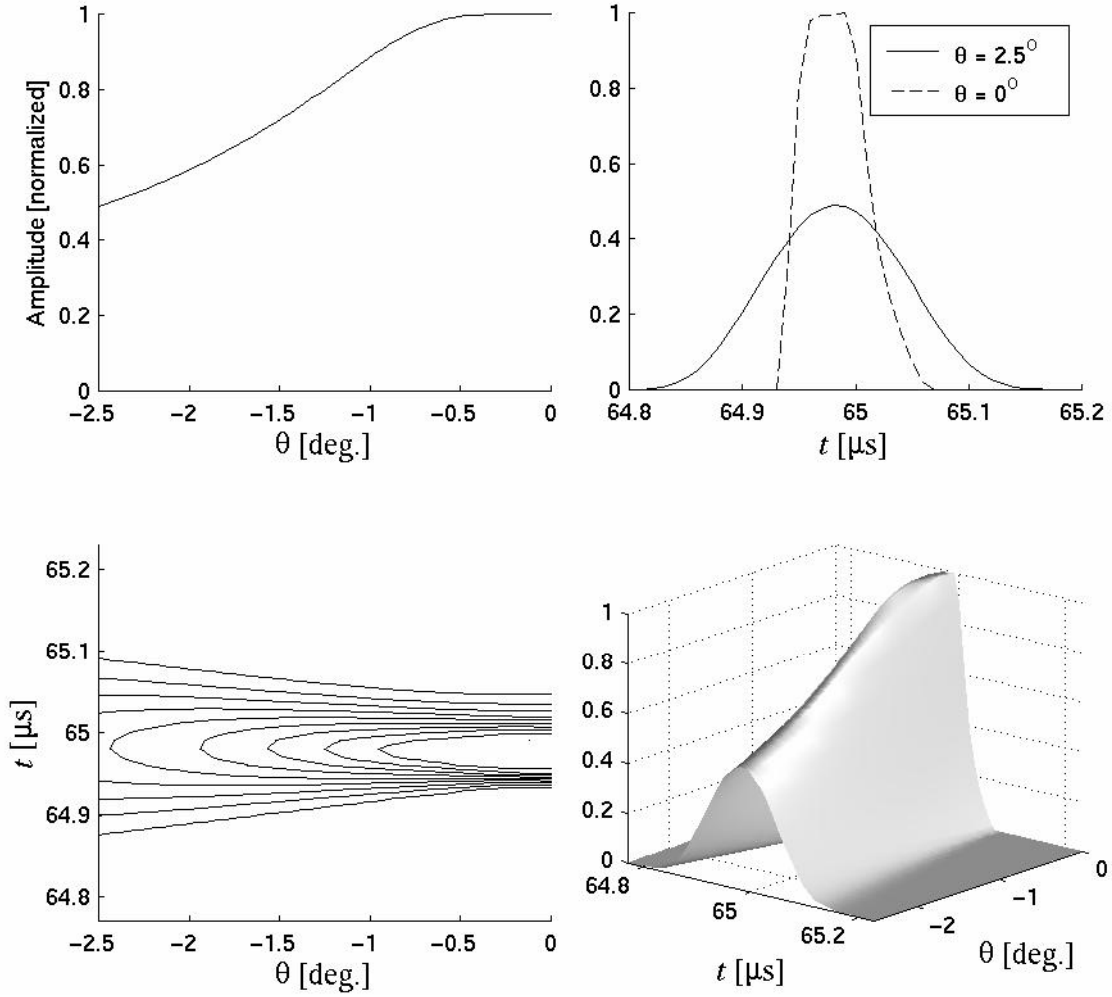 1
0.8
0.6
0.4
0.2
0
Amplitude [normalized]
−2.5 −2 −1.5 −1 −0.5 0
θ [deg.]
1
0.8
0.6
0.4
0.2
0
θ = 2.5°
θ = 0°
64.8 64.9 65 65.1 65.2
t [μs]
65.2
65.1
65
64.9
64.8
t [μs]
−2.5 −2 −1.5 −1 −0.5 0
θ [deg.]
1
0.8
0.6
0.4
0.2
0
64.8 65 65.2
t [μs]
−2 −1 0
θ [deg.]